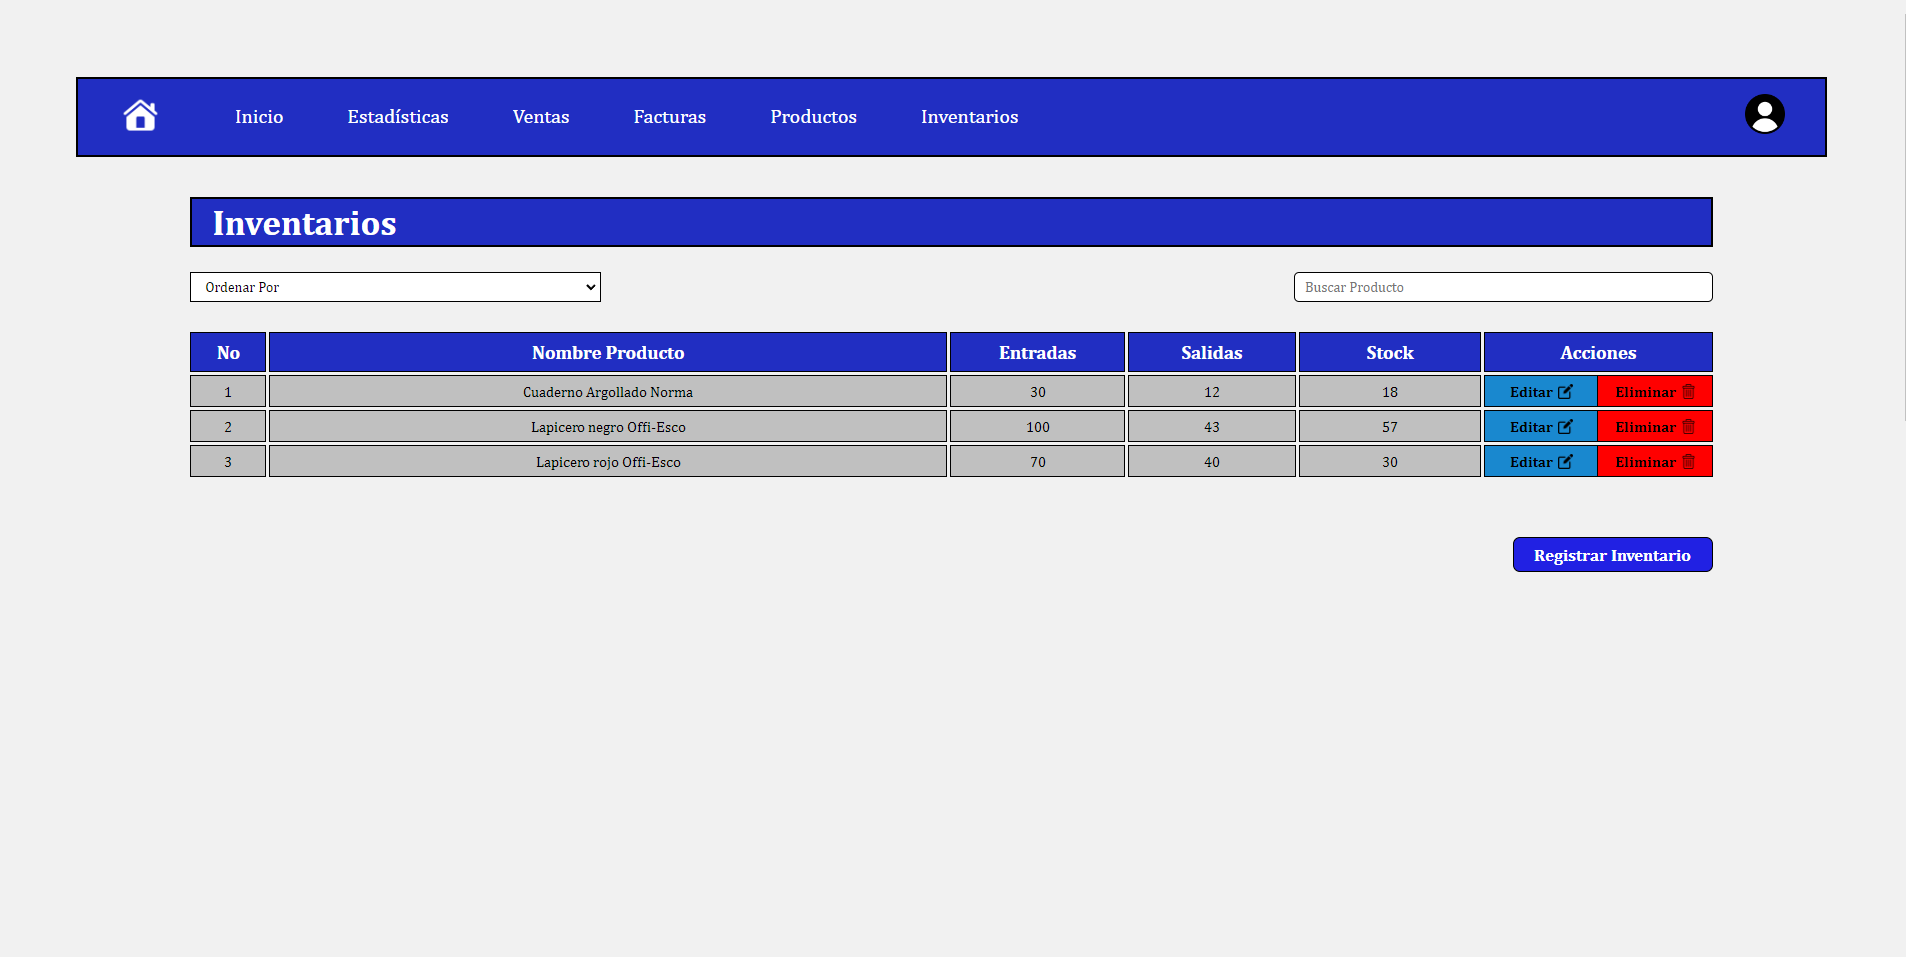 Inicio Estadísticas Ventas Facturas Productos Inventarios
Inventarios
Ordenar Por Buscar Producto
No Nombre Producto Entradas Salidas Stock Acciones
1 Cuaderno Argollado Norma 30 12 18 Editar Eliminar
2 Lapicero negro Offi-Esco 100 43 57 Editar Eliminar
3 Lapicero rojo Offi-Esco 70 40 30 Editar Eliminar
Registrar Inventario